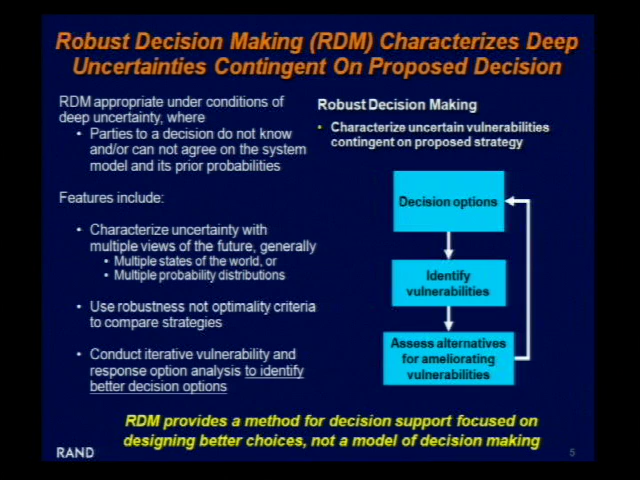 Robust Decision Making (RDM) Characterizes Deep
Uncertainties Contingent On Proposed Decision
RDM appropriate under conditions of
deep uncertainty, where
• Parties to a decision do not know
and/or can not agree on the system
model and its prior probabilities
Features include:
• Characterize uncertainty with
multiple views of the future, generally
• Multiple states of the world, or
• Multiple probability distributions
• Use robustness not optimality criteria
to compare strategies
• Conduct iterative vulnerability and
response option analysis to identify
better decision options
Robust Decision Making
• Characterize uncertain vulnerabilities
contingent on proposed strategy
Decision options
Identify
vulnerabilities
Assess alternatives
for ameliorating
vulnerabilities
RDM provides a method for decision support focused on
designing better choices, not a model of decision making
RAND
5